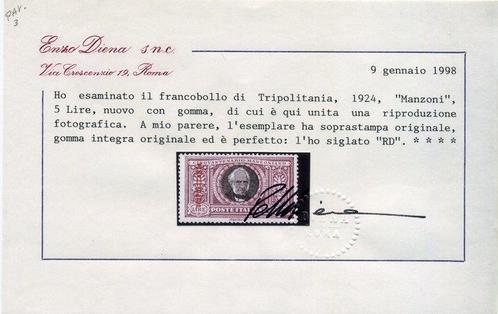 PAV.
3
Enzo Diena s.n.c.
Via Crescenzio 19, Roma
9 gennaio 1998
Ho esaminato il francobollo di Tripolitania, 1924, "Manzoni",
5 Lire, nuovo con gomma, di cui è qui unita una riproduzione
fotografica. A mio parere, l'esemplare ha soprastampa originale,
gomma integra originale ed è perfetto: l'ho siglato "RD". * * * *
POSTE ITAL